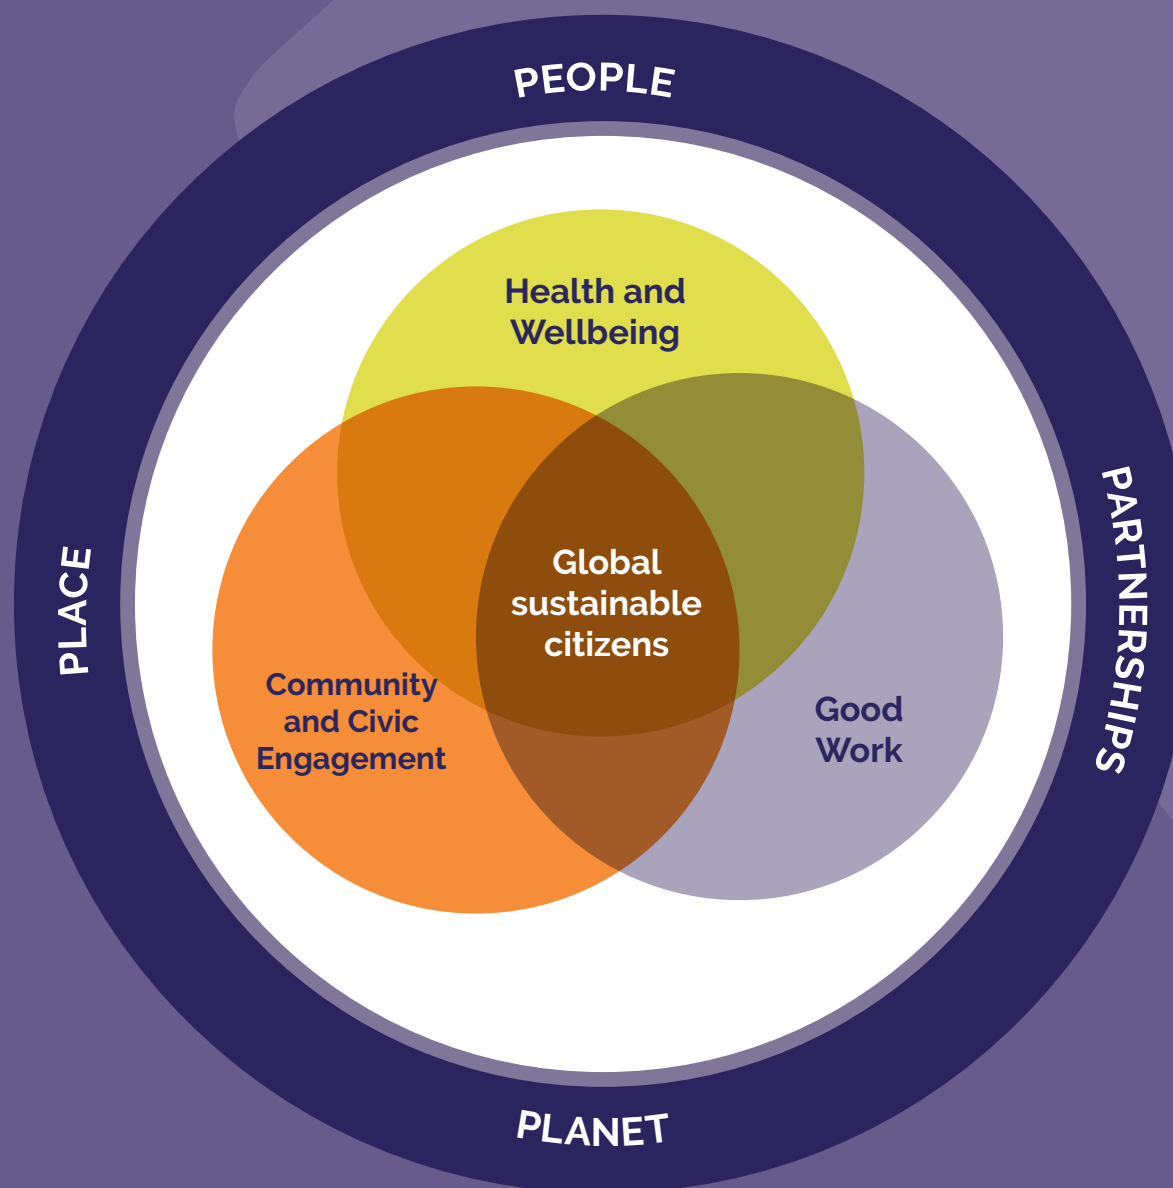 PEOPLE
Health and
Wellbeing
PLACE
PARTNERSHIPS
Global
sustainable
citizens
Community
and Civic
Engagement
Good
Work
PLANET